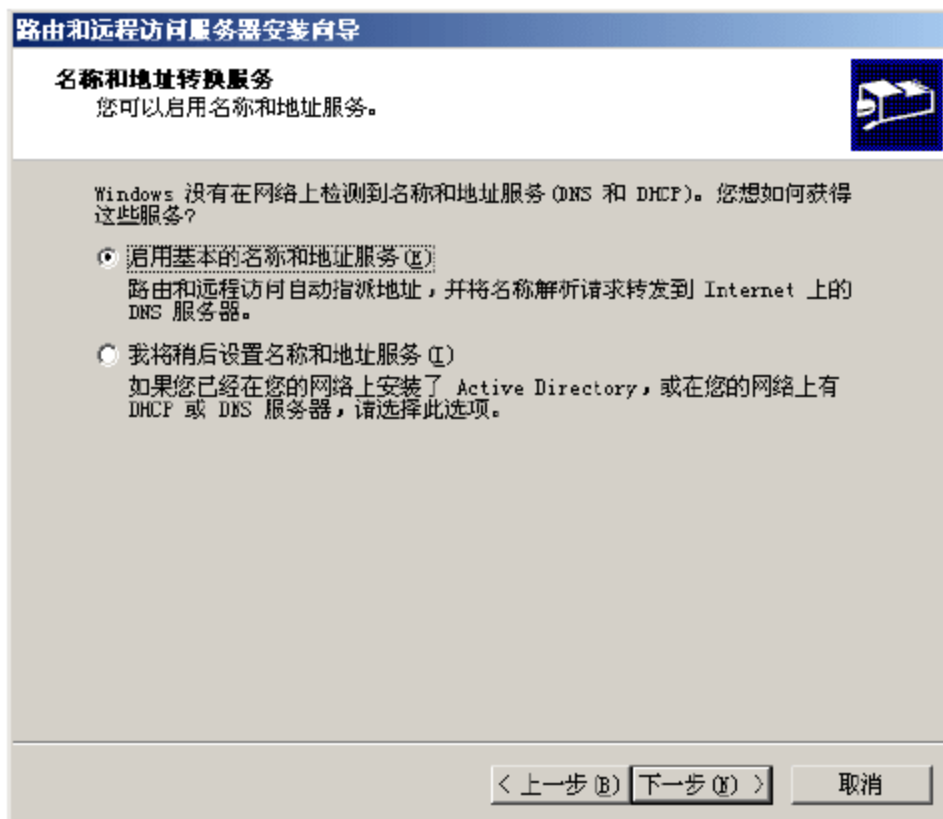 路由和远程访问服务器安装向导
名称和地址转换服务
您可以启用名称和地址服务。
Windows 没有在网络上检测到名称和地址服务(DNS 和 DHCP)。您想如何获得
这些服务?
启用基本的名称和地址服务(E)
路由和远程访问自动指派地址，并将名称解析请求转发到 Internet 上的
DNS 服务器。
我将稍后设置名称和地址服务(I)
如果您已经在您的网络上安装了 Active Directory，或在您的网络上有
DHCP 或 DNS 服务器，请选择此选项。
< 上一步(B) 下一步(N) > 取消